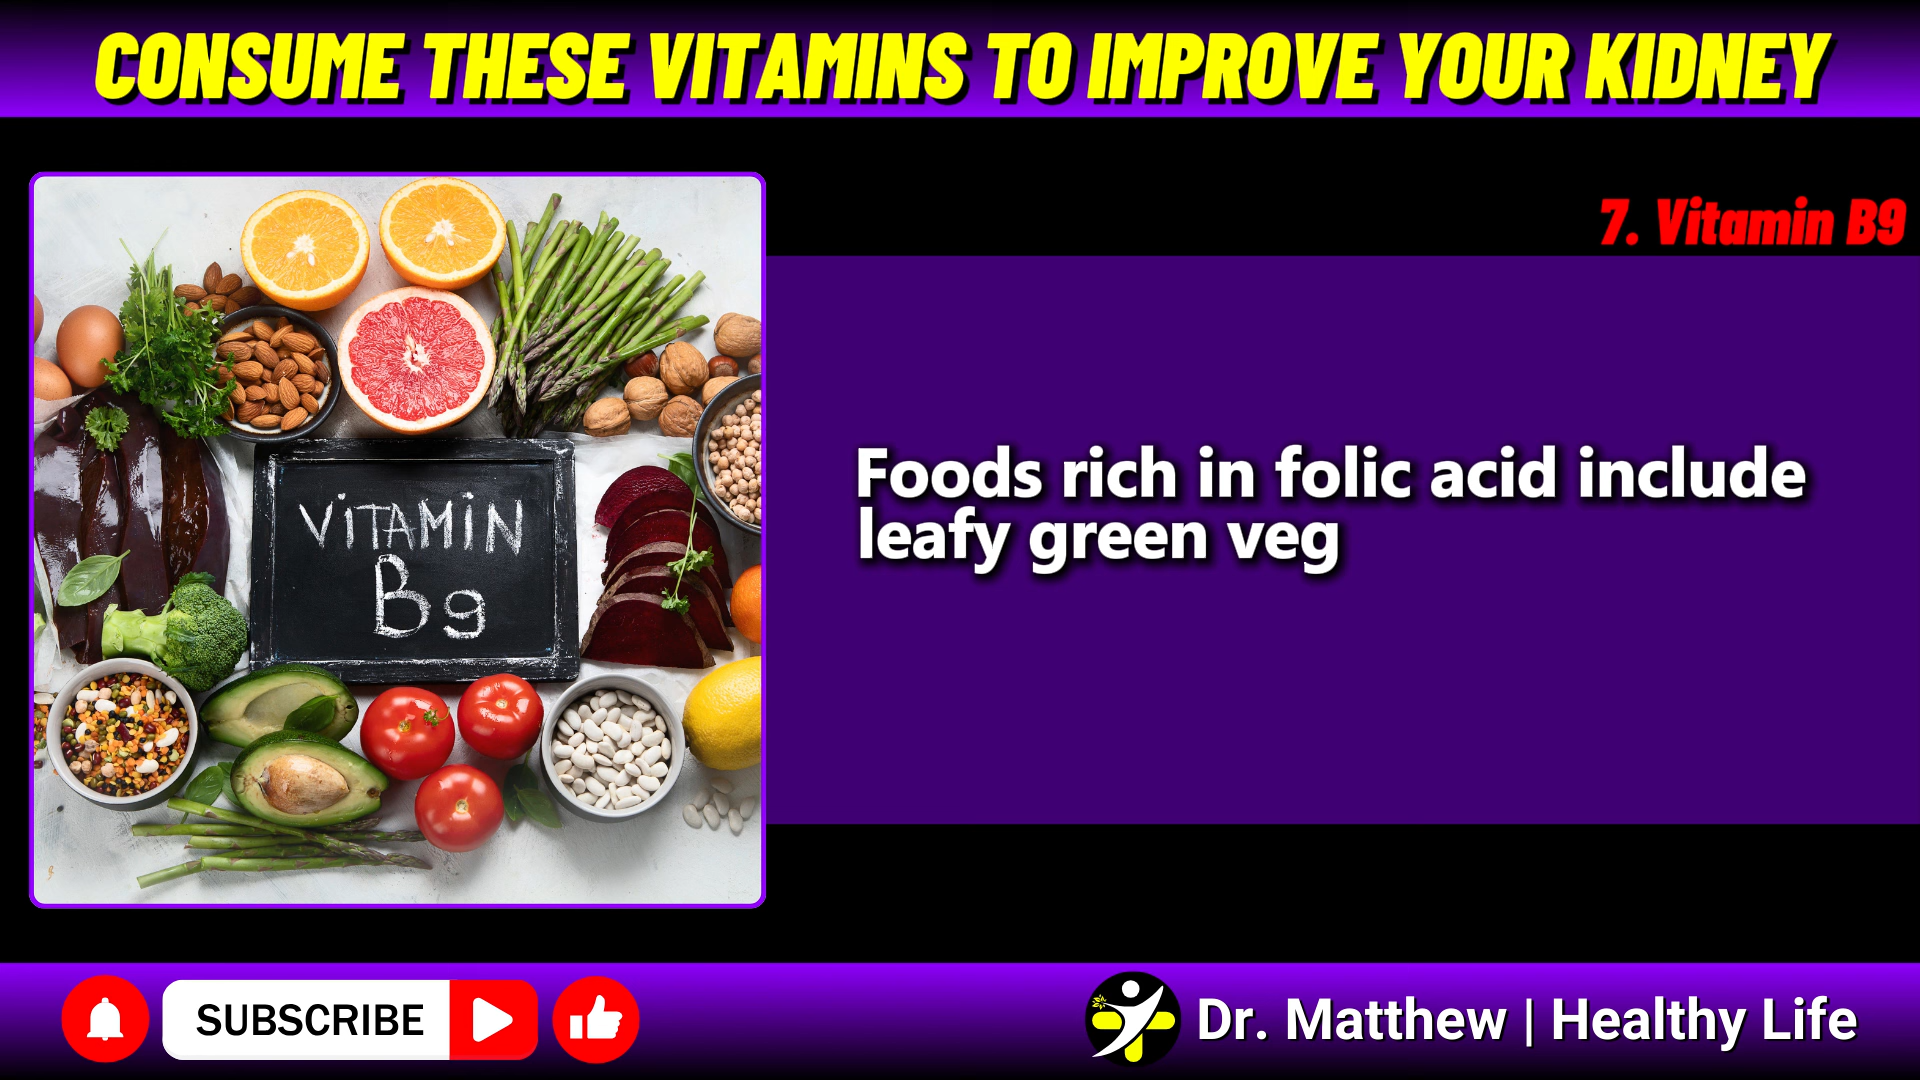 CONSUME THESE VITAMINS TO IMPROVE YOUR KIDNEY
7. Vitamin B9
VITAMIN
B9
Foods rich in folic acid include
leafy green veg
SUBSCRIBE
Dr. Matthew | Healthy Life